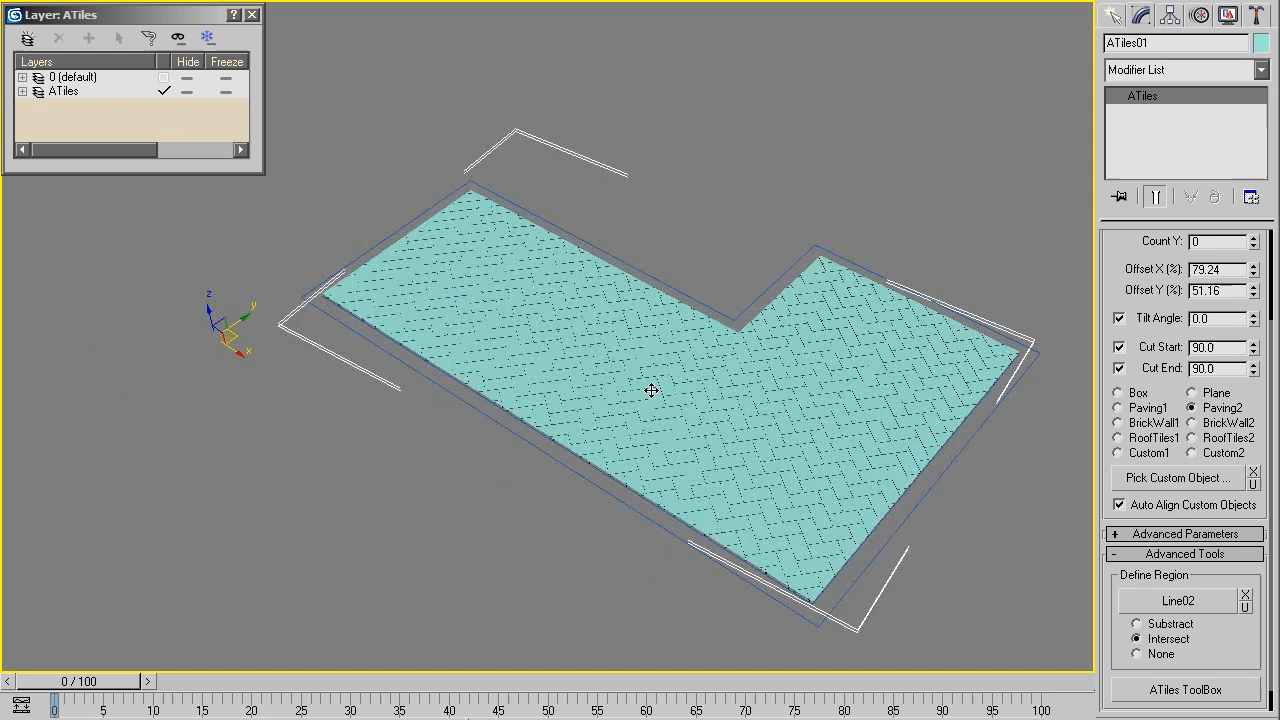 Layer: ATiles
?
Layers Hide Freeze
0 (default)
ATiles
z
y
x
ATiles01
Modifier List
ATiles
Count Y: 0
Offset X (%): 79.24
Offset Y (%): 51.16
Tilt Angle: 0.0
Cut Start: 90.0
Cut End: 90.0
Box Plane
Paving1 Paving2
BrickWall1 BrickWall2
RoofTiles1 RoofTiles2
Custom1 Custom2
Pick Custom Object ... X U
Auto Align Custom Objects
+ Advanced Parameters
- Advanced Tools
Define Region
Line02 X U
Substract
Intersect
None
ATiles ToolBox
< 0 / 100 >
0 5 10 15 20 25 30 35 40 45 50 55 60 65 70 75 80 85 90 95 100